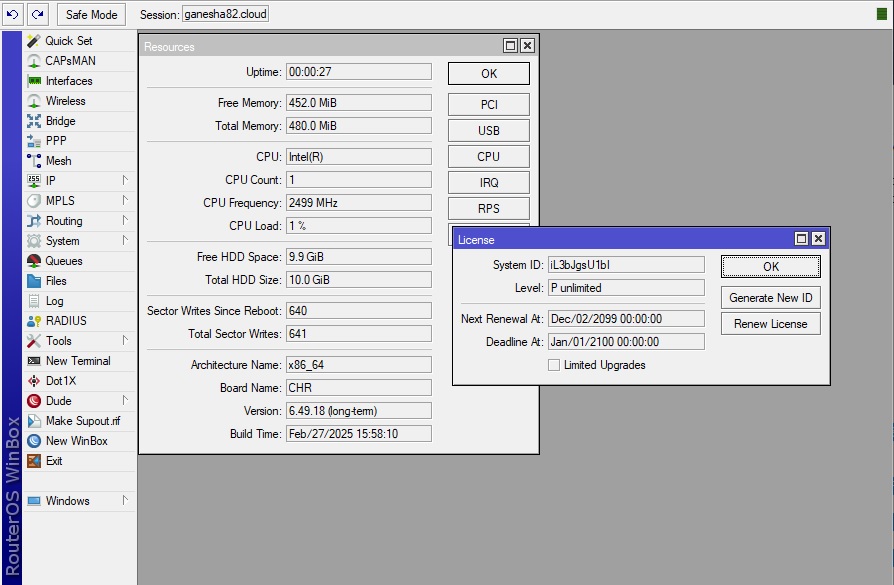 Safe Mode
Session: ganesha82.cloud
RouterOS WinBox
Quick Set
CAPsMAN
Interfaces
Wireless
Bridge
PPP
Mesh
255
IP
MPLS
Routing
System
Queues
Files
Log
RADIUS
Tools
New Terminal
Dot1X
Dude
Make Supout.rif
New WinBox
Exit
Windows
Resources
Uptime: 00:00:27
Free Memory: 452.0 MiB
Total Memory: 480.0 MiB
CPU: Intel(R)
CPU Count: 1
CPU Frequency: 2499 MHz
CPU Load: 1 %
Free HDD Space: 9.9 GiB
Total HDD Size: 10.0 GiB
Sector Writes Since Reboot: 640
Total Sector Writes: 641
Architecture Name: x86_64
Board Name: CHR
Version: 6.49.18 (long-term)
Build Time: Feb/27/2025 15:58:10
OK
PCI
USB
CPU
IRQ
RPS
License
System ID: iL3bJgsU1bI
Level: P unlimited
Next Renewal At: Dec/02/2099 00:00:00
Deadline At: Jan/01/2100 00:00:00
Limited Upgrades
OK
Generate New ID
Renew License